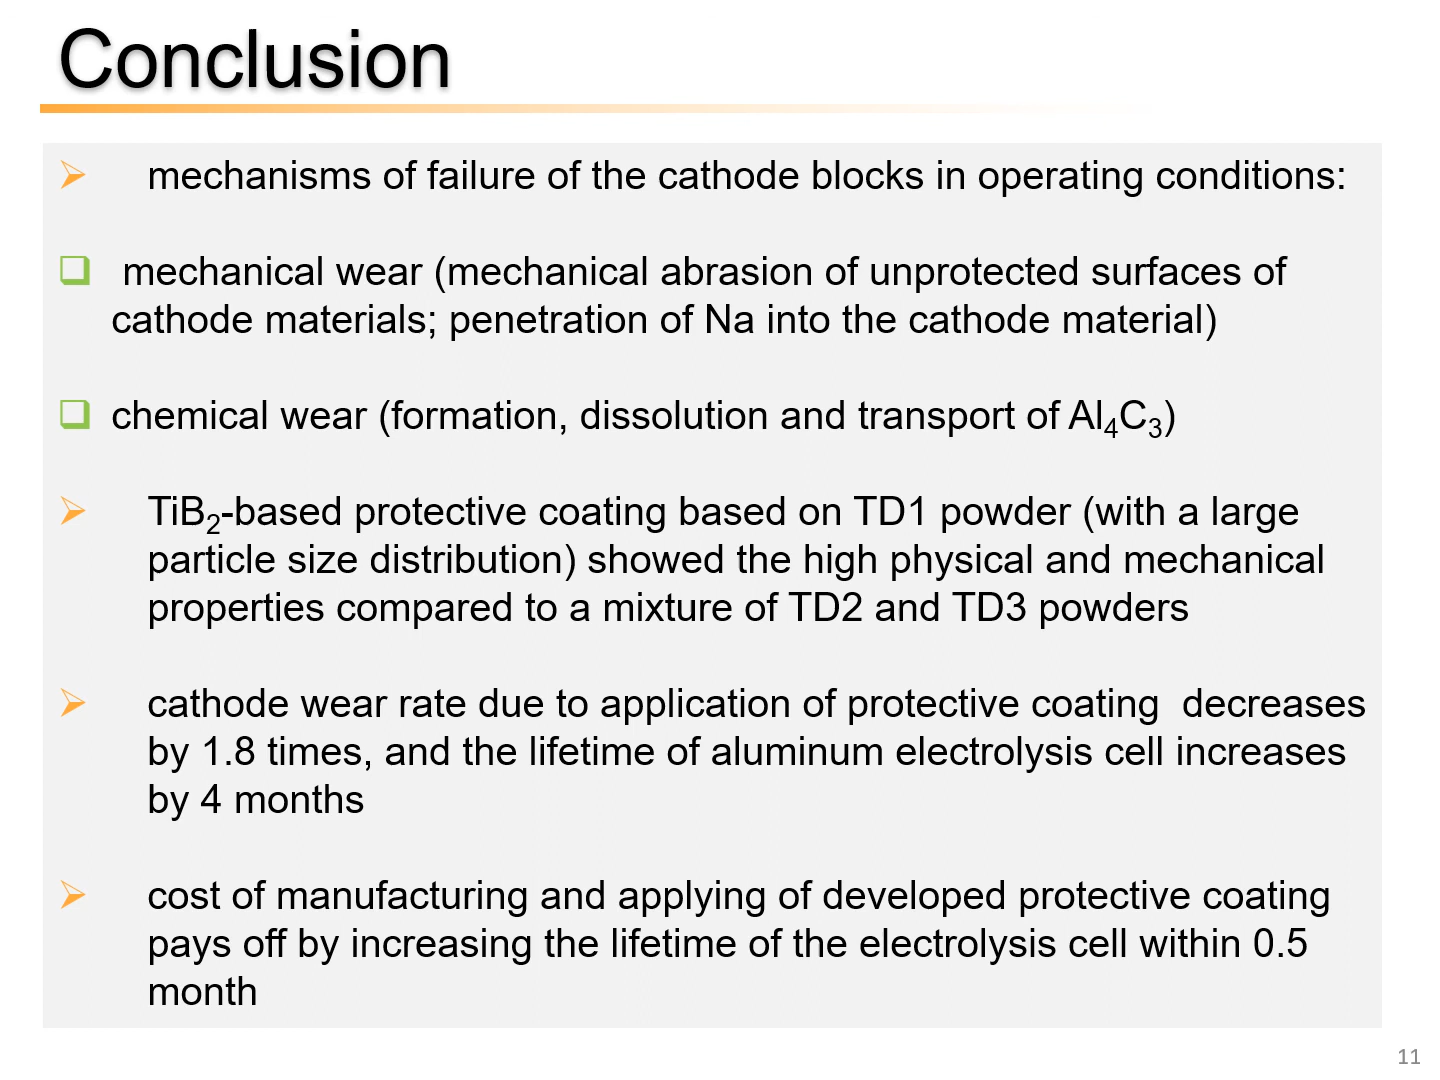 Conclusion
mechanisms of failure of the cathode blocks in operating conditions:
mechanical wear (mechanical abrasion of unprotected surfaces of
cathode materials; penetration of Na into the cathode material)
chemical wear (formation, dissolution and transport of Al₄C₃)
TiB₂-based protective coating based on TD1 powder (with a large
particle size distribution) showed the high physical and mechanical
properties compared to a mixture of TD2 and TD3 powders
cathode wear rate due to application of protective coating  decreases
by 1.8 times, and the lifetime of aluminum electrolysis cell increases
by 4 months
cost of manufacturing and applying of developed protective coating
pays off by increasing the lifetime of the electrolysis cell within 0.5
month
11